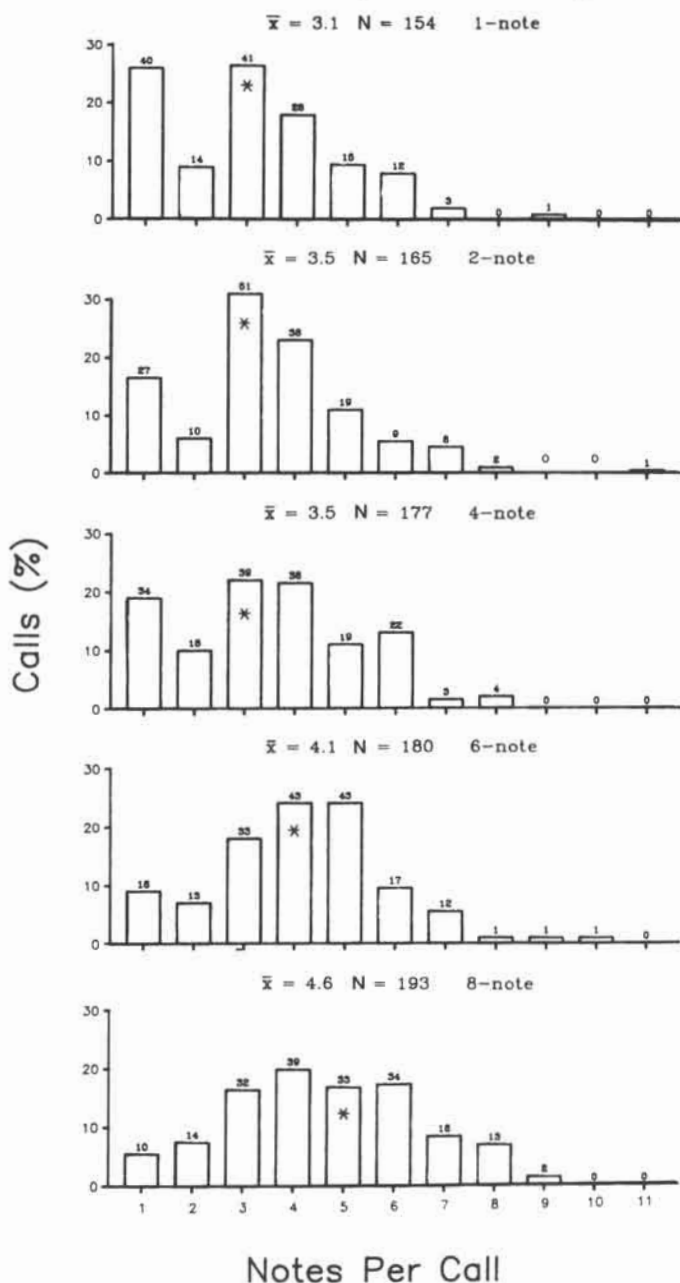 x̄ = 3.1 N = 154 1-note
30
40 14 41 28 15 12 3 0 1 0 0
*
20
10
0
x̄ = 3.5 N = 165 2-note
30
27 10 51 38 19 9 8 2 0 0 1
*
20
10
0
x̄ = 3.5 N = 177 4-note
30
34 18 39 38 19 22 3 4 0 0 0
20
*
10
0
x̄ = 4.1 N = 180 6-note
30
16 13 33 43 43 17 12 1 1 1 0
20
*
10
0
x̄ = 4.6 N = 193 8-note
30
20
10 14 32 39 33 34 16 13 2 0 0
*
10
0
1 2 3 4 5 6 7 8 9 10 11
Calls (%)
Notes Per Call